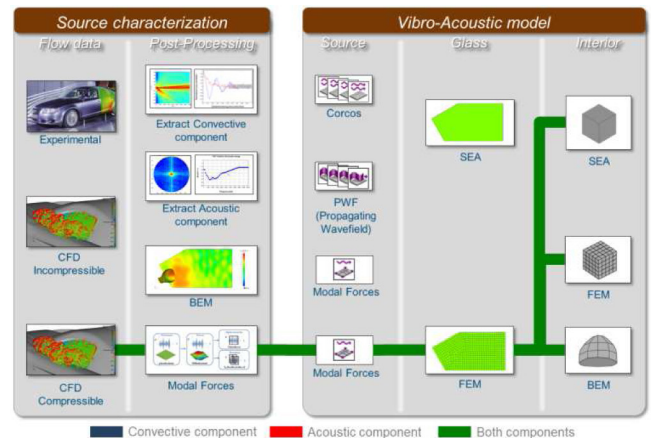 Source characterization
Vibro-Acoustic model
Flow data
Post-Processing
Source
Glass
Interior
Experimental
Extract Convective
component
Corcos
SEA
SEA
Extract Acoustic
component
CFD
Incompressible
BEM
PWF
(Propagating
Wavefield)
Modal Forces
FEM
CFD
Compressible
Modal Forces
Modal Forces
FEM
BEM
Convective component
Acoustic component
Both components